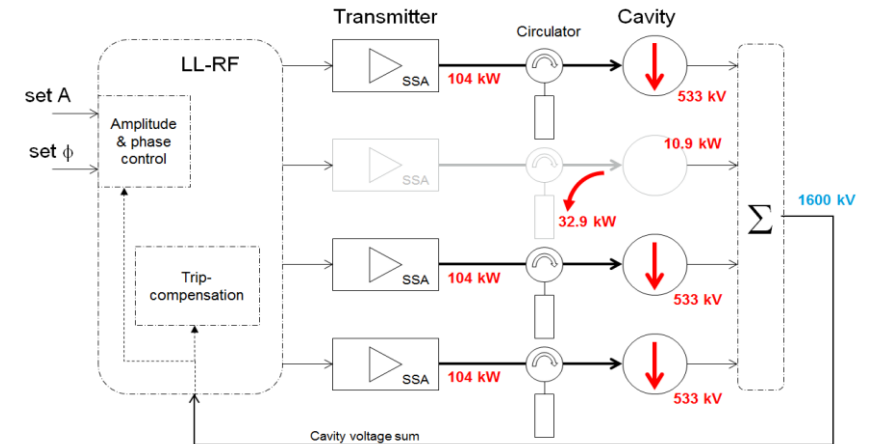 Transmitter
Cavity
Circulator
LL-RF
SSA
104 kW
533 kV
set A
Amplitude
& phase
control
set ϕ
SSA
10.9 kW
32.9 kW
1600 kV
Σ
Trip-
compensation
SSA
104 kW
533 kV
SSA
104 kW
533 kV
Cavity voltage sum